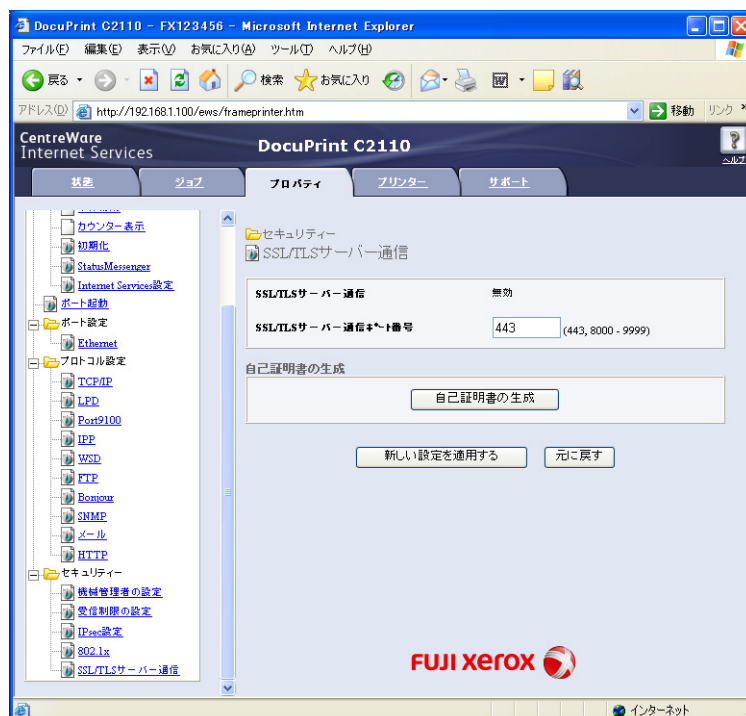 DocuPrint C2110 - FX123456 - Microsoft Internet Explorer
ファイル(F) 編集(E) 表示(V) お気に入り(A) ツール(T) ヘルプ(H)
戻る 検索 お気に入り
アドレス(D) http://192.168.1.100/ews/frameprinter.htm 移動 リンク »
CentreWare
Internet Services
DocuPrint C2110
?
ヘルプ
状態 ジョブ プロパティ プリンター サポート
カウンター表示
初期化
StatusMessenger
Internet Services設定
ポート起動
ポート設定
Ethernet
プロトコル設定
TCP/IP
LPD
Port9100
IPP
WSD
FTP
Bonjour
SNMP
メール
HTTP
セキュリティー
機械管理者の設定
受信制限の設定
IPsec設定
802.1x
SSL/TLSサーバー通信
セキュリティー
SSL/TLSサーバー通信
SSL/TLSサーバー通信 無効
SSL/TLSサーバー通信ポート番号 443 (443, 8000 - 9999)
自己証明書の生成
自己証明書の生成
新しい設定を適用する 元に戻す
FUJI XEROX
インターネット